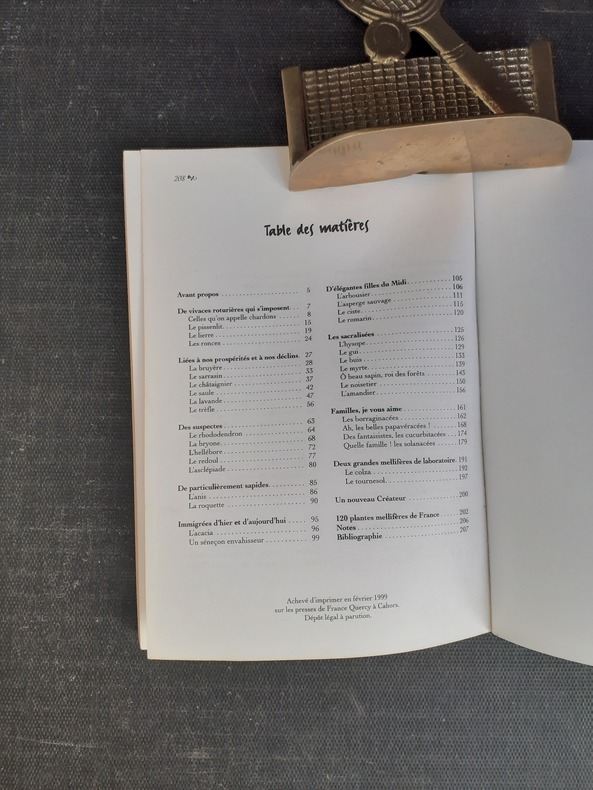 208
Table des matières
Avant propos 5
De vivaces roturières qui s'imposent 7
Celles qu'on appelle chardons 8
Le pissenlit 15
Le lierre 19
Les ronces 24
Liées à nos prospérités et à nos déclins 27
La bruyère 28
Le sarrasin 33
Le châtaignier 37
Le saule 42
La lavande 47
Le trèfle 56
Des suspectes 63
Le rhododendron 64
La bryone 68
L'hellébore 72
Le redoul 77
L'asclépiade 80
De particulièrement sapides 85
L'anis 86
La roquette 90
Immigrées d'hier et d'aujourd'hui 95
L'acacia 96
Un séneçon envahisseur 99
D'élégantes filles du Midi 105
L'arbousier 106
L'asperge sauvage 111
Le ciste 115
Le romarin 120
Les sacralisées 125
L'hysope 126
Le gui 129
Le buis 133
Le myrte 139
Ô beau sapin, roi des forêts 145
Le noisetier 150
L'amandier 156
Familles, je vous aime 161
Les borraginacées 162
Ah, les belles papavéracées ! 168
Des fantaisistes, les cucurbitacées 174
Quelle famille ! les solanacées 179
Deux grandes mellifères de laboratoire 191
Le colza 192
Le tournesol 197
Un nouveau Créateur 200
120 plantes mellifères de France 202
Notes 206
Bibliographie 207
Achevé d'imprimer en février 1999
sur les presses de France Quercy à Cahors.
Dépôt légal à parution.